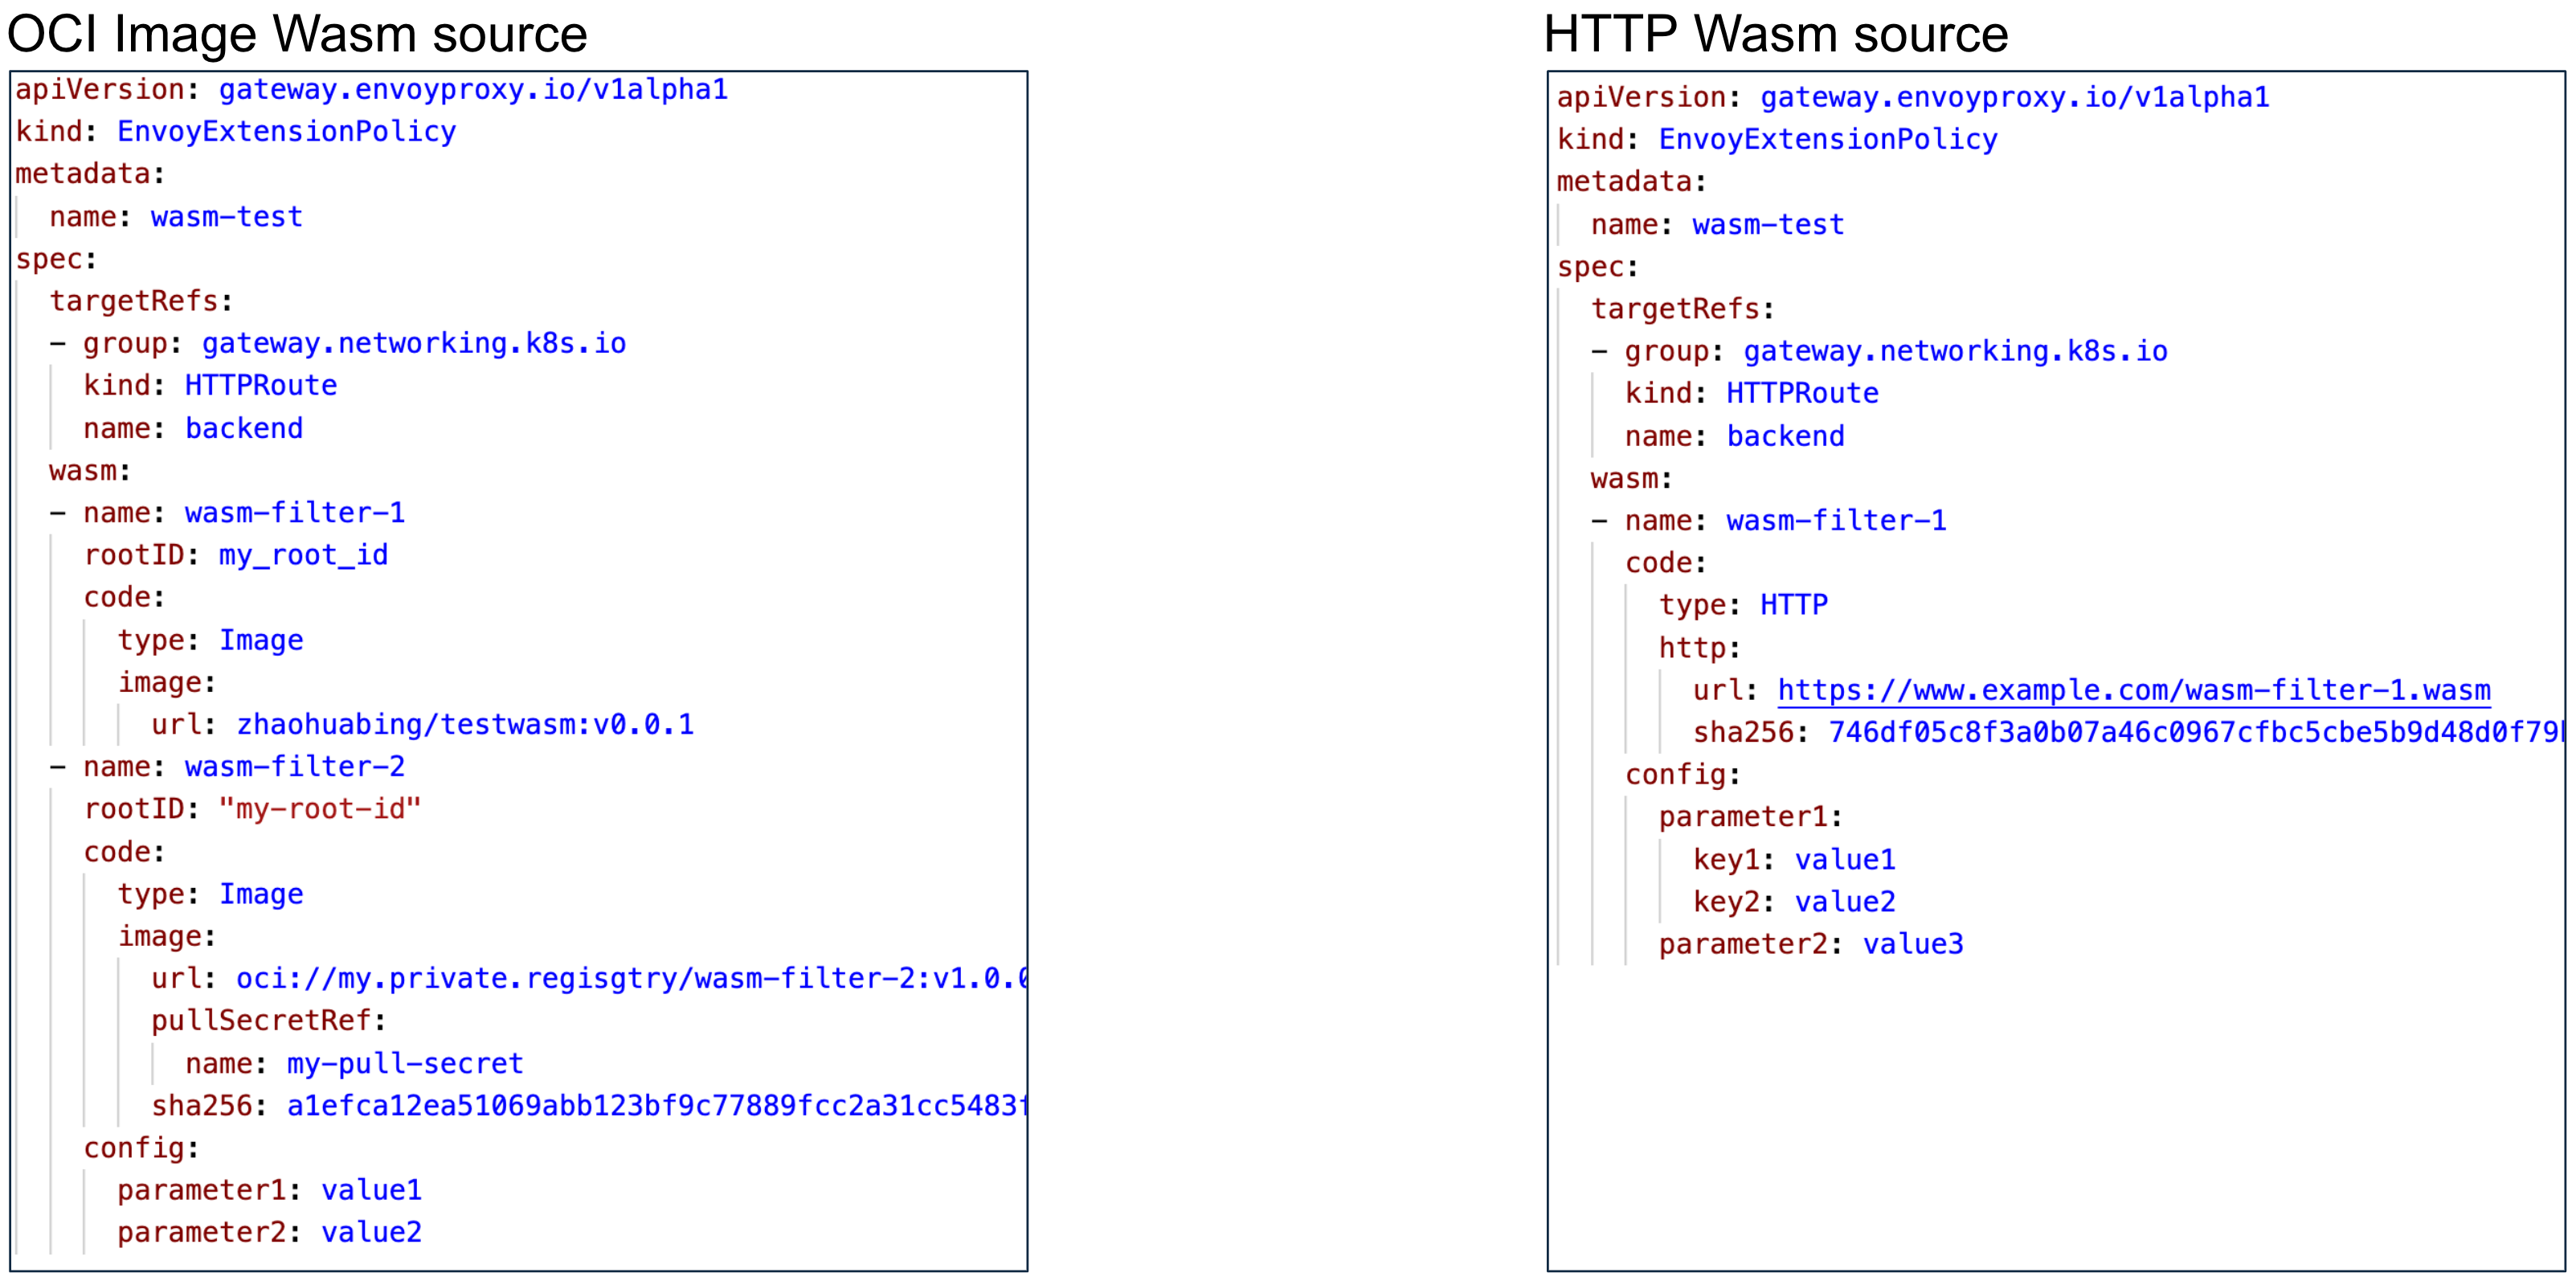 OCI Image Wasm source
apiVersion: gateway.envoyproxy.io/v1alpha1
kind: EnvoyExtensionPolicy
metadata:
  name: wasm-test
spec:
  targetRefs:
  - group: gateway.networking.k8s.io
    kind: HTTPRoute
    name: backend
  wasm:
  - name: wasm-filter-1
    rootID: my_root_id
    code:
      type: Image
      image:
        url: zhaohuabing/testwasm:v0.0.1
  - name: wasm-filter-2
    rootID: "my-root-id"
    code:
      type: Image
      image:
        url: oci://my.private.regisgtry/wasm-filter-2:v1.0.0
        pullSecretRef:
          name: my-pull-secret
        sha256: a1efca12ea51069abb123bf9c77889fcc2a31cc5483f
    config:
      parameter1: value1
      parameter2: value2
HTTP Wasm source
apiVersion: gateway.envoyproxy.io/v1alpha1
kind: EnvoyExtensionPolicy
metadata:
  name: wasm-test
spec:
  targetRefs:
  - group: gateway.networking.k8s.io
    kind: HTTPRoute
    name: backend
  wasm:
  - name: wasm-filter-1
    code:
      type: HTTP
      http:
        url: https://www.example.com/wasm-filter-1.wasm
        sha256: 746df05c8f3a0b07a46c0967cfbc5cbe5b9d48d0f79
    config:
      parameter1:
        key1: value1
        key2: value2
      parameter2: value3